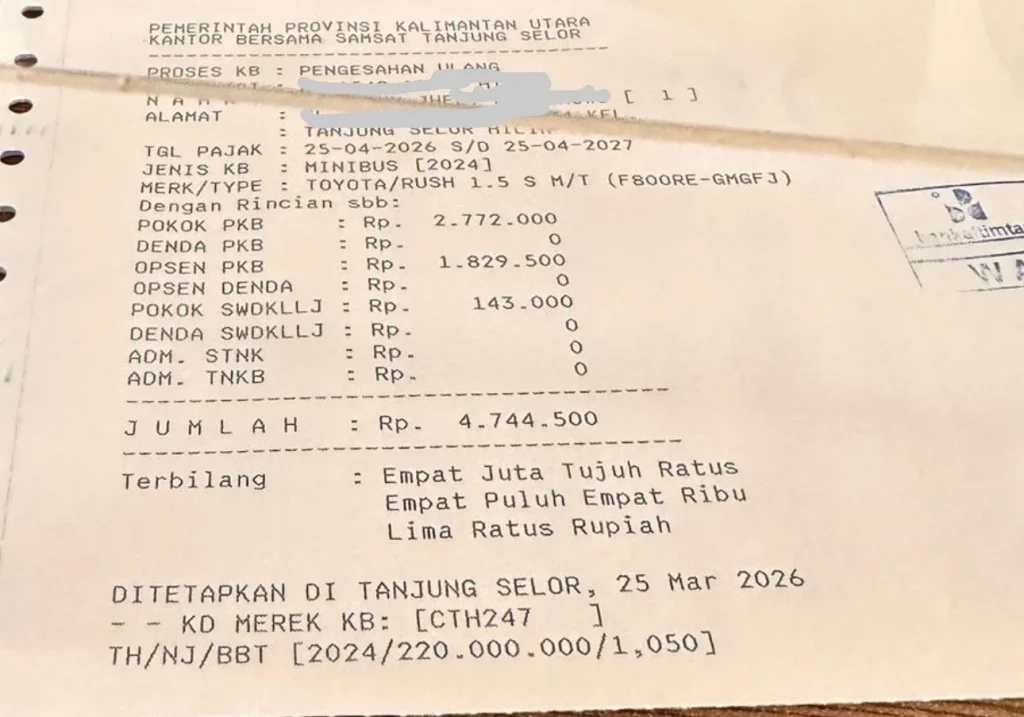 PEMERINTAH PROVINSI KALIMANTAN UTARA
KANTOR BERSAMA SAMSAT TANJUNG SELOR
PROSES KB : PENGESAHAN ULANG
N A M [ 1 ]
ALAMAT : KEL.
: TANJUNG SELOR HILIR
TGL PAJAK : 25-04-2026 S/D 25-04-2027
JENIS KB : MINIBUS [2024]
MERK/TYPE : TOYOTA/RUSH 1.5 S M/T (F800RE-GMGFJ)
Dengan Rincian sbb:
POKOK PKB : Rp. 2.772.000
DENDA PKB : Rp. 0
OPSEN PKB : Rp. 1.829.500
OPSEN DENDA : Rp. 0
POKOK SWDKLLJ : Rp. 143.000
DENDA SWDKLLJ : Rp. 0
ADM. STNK : Rp. 0
ADM. TNKB : Rp. 0
J U M L A H : Rp. 4.744.500
Terbilang : Empat Juta Tujuh Ratus
Empat Puluh Empat Ribu
Lima Ratus Rupiah
DITETAPKAN DI TANJUNG SELOR, 25 Mar 2026
- - KD MEREK KB: [CTH247 ]
TH/NJ/BBT [2024/220.000.000/1,050]